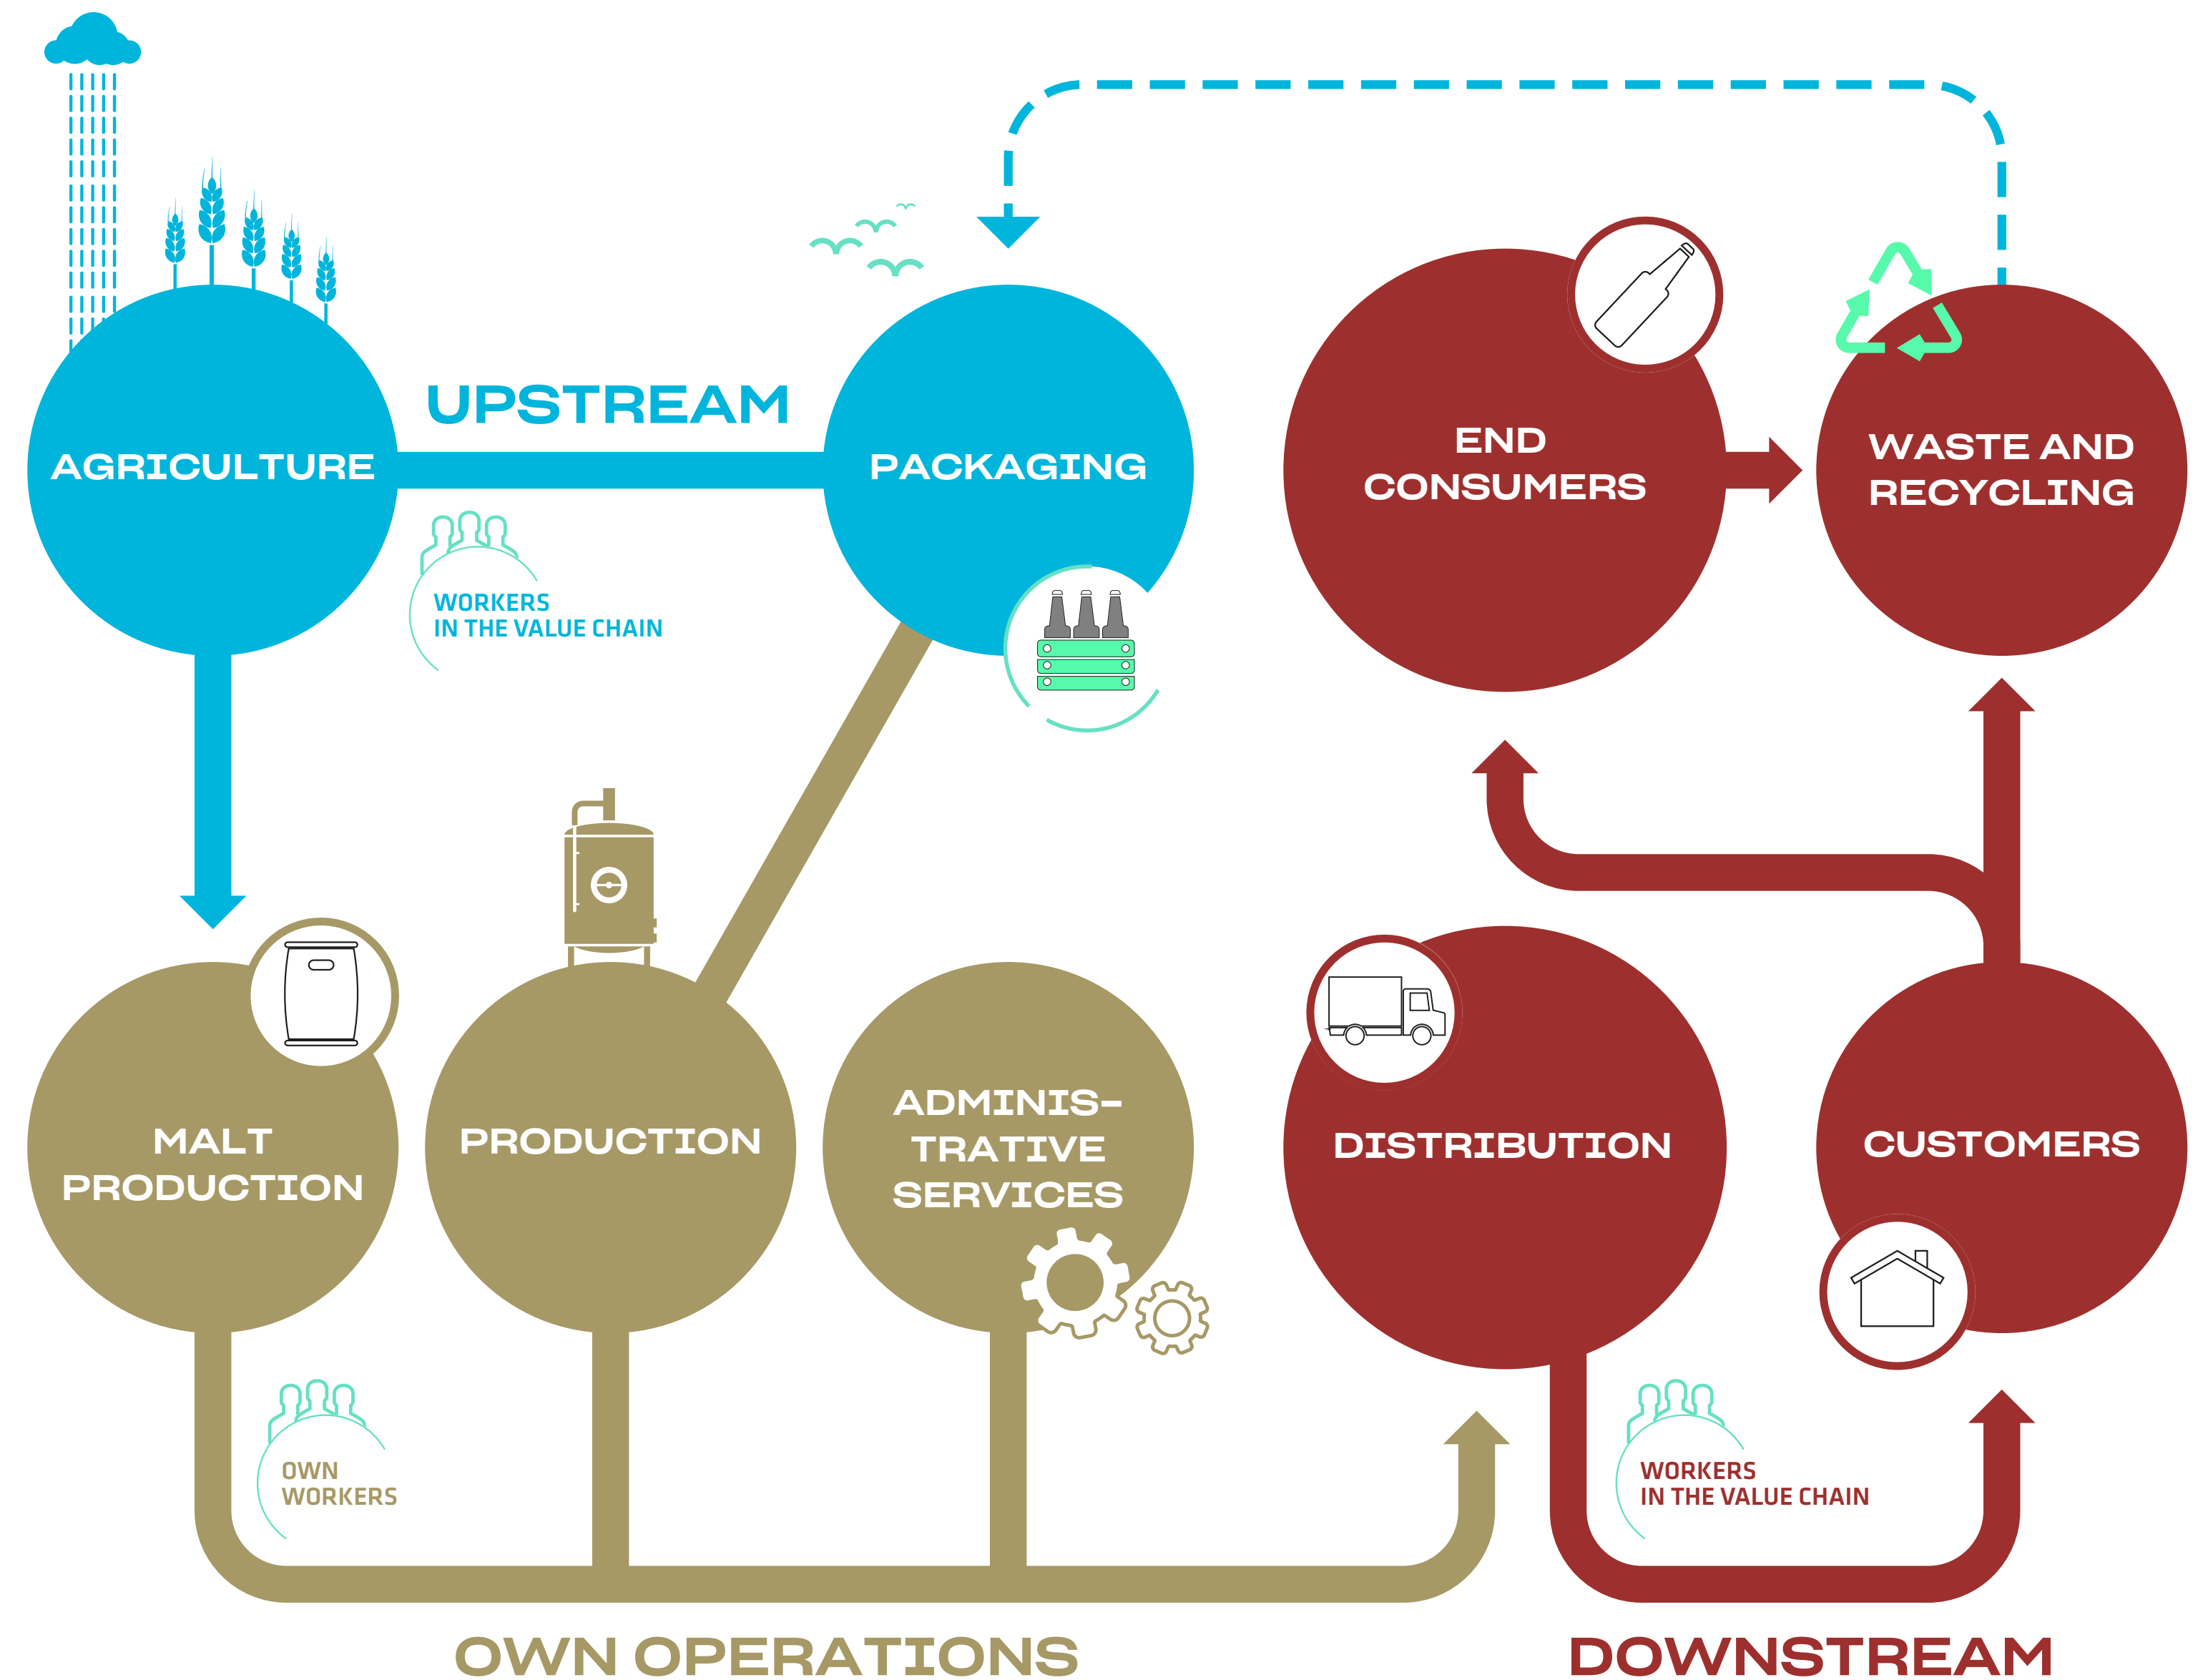 UPSTREAM
AGRICULTURE
PACKAGING
END
CONSUMERS
WASTE AND
RECYCLING
WORKERS
IN THE VALUE CHAIN
MALT
PRODUCTION
PRODUCTION
ADMINIS-
TRATIVE
SERVICES
DISTRIBUTION
CUSTOMERS
OWN
WORKERS
WORKERS
IN THE VALUE CHAIN
OWN OPERATIONS
DOWNSTREAM